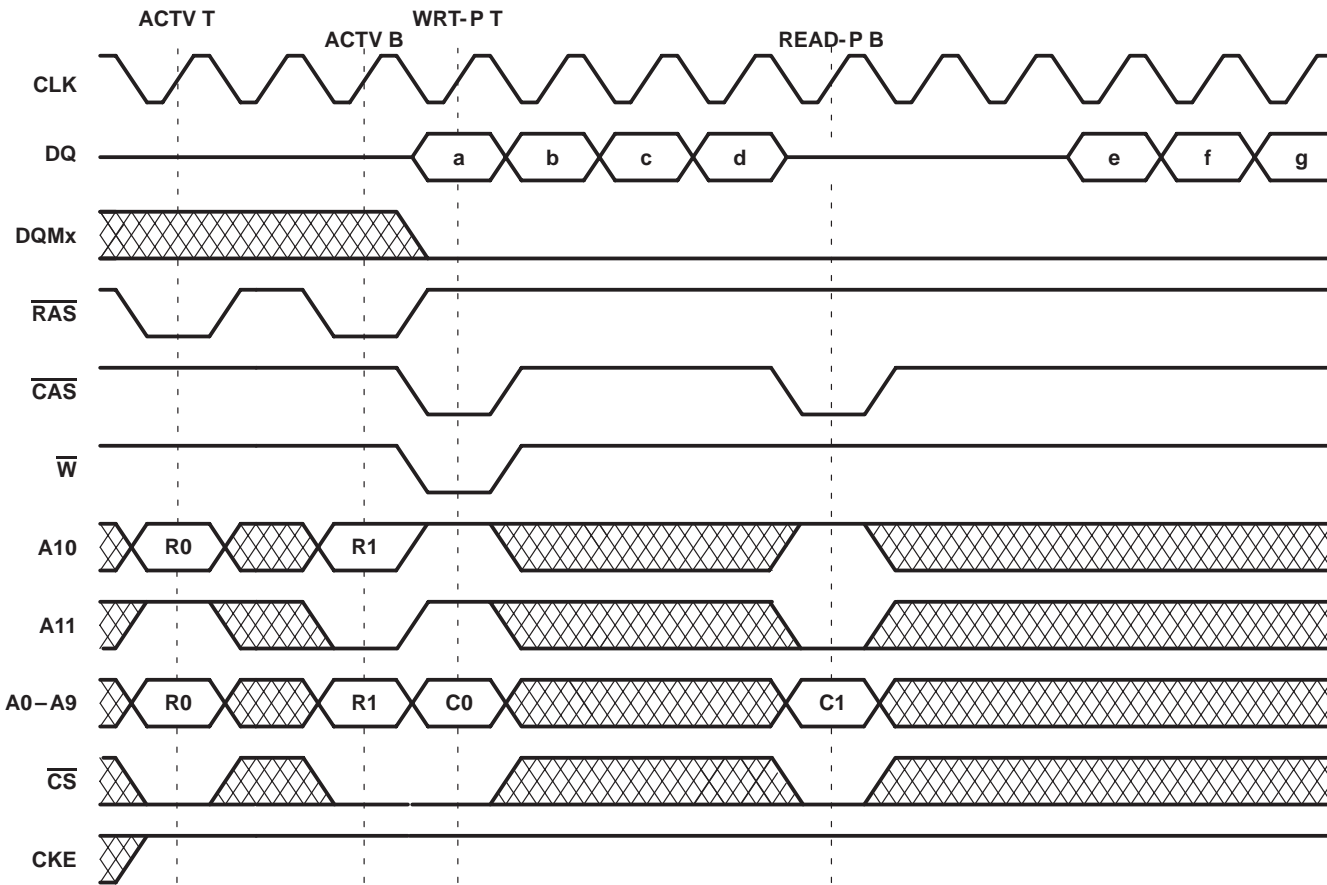 ACTV T
WRT-P T
ACTV B
READ-P B
CLK
DQ
a b c d e f g
DQMx
RAS
CAS
W
A10
R0 R1
A11
A0–A9
R0 R1 C0 C1
CS
CKE